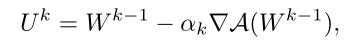 $U^k = W^{k-1} - \alpha_k \nabla \mathcal{A}(W^{k-1}),$